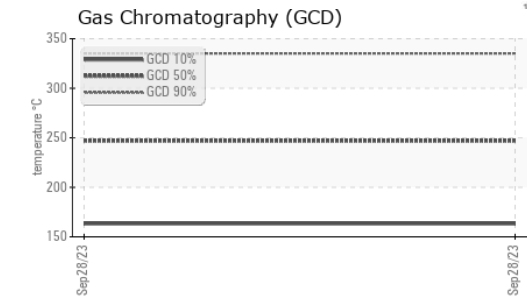 Gas Chromatography (GCD)
350
300
250
200
150
temperature °C
GCD 10%
GCD 50%
GCD 90%
Sep28/23
Sep28/23